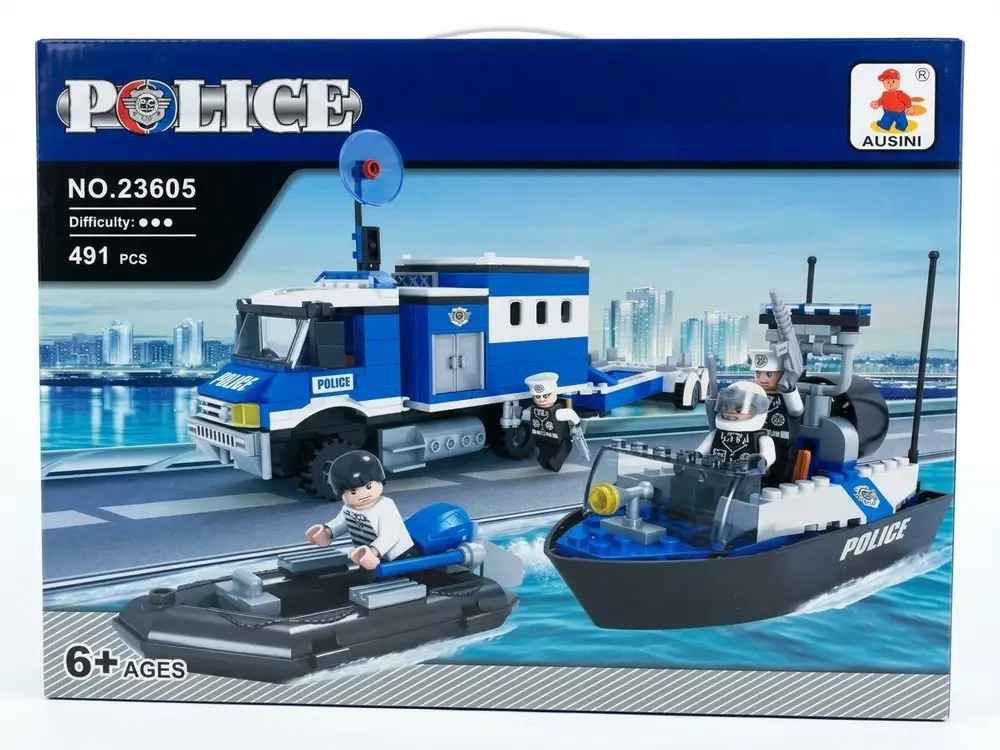 POLICE
®
AUSINI
NO.23605
Difficulty: ●●●
491 PCS
POLICE
POLICE
POLICE
6+ AGES